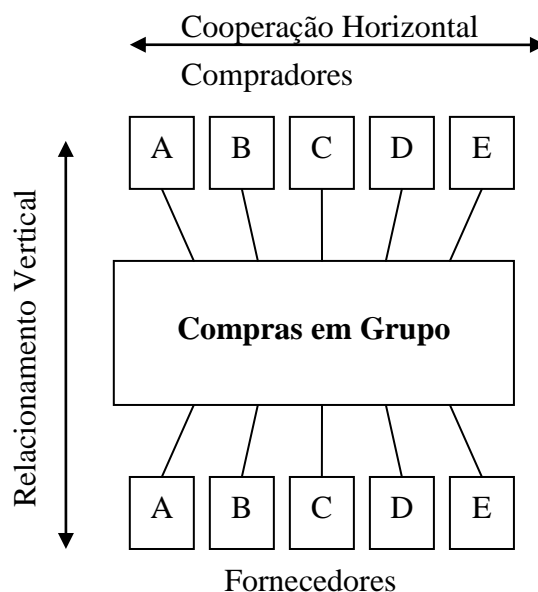 Cooperação Horizontal
Compradores
A B C D E
Relacionamento Vertical
Compras em Grupo
A B C D E
Fornecedores